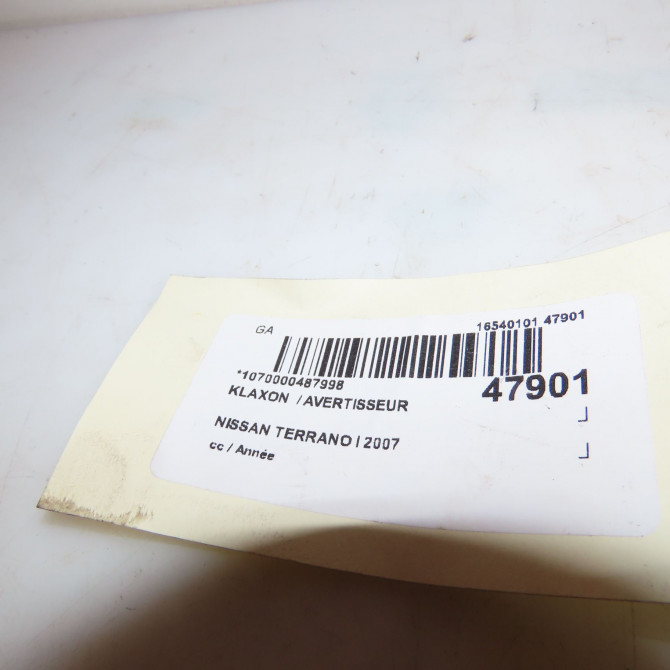 GA
16540101 47901
*1070000487998
47901
KLAXON / AVERTISSEUR
NISSAN TERRANO I 2007
cc / Année